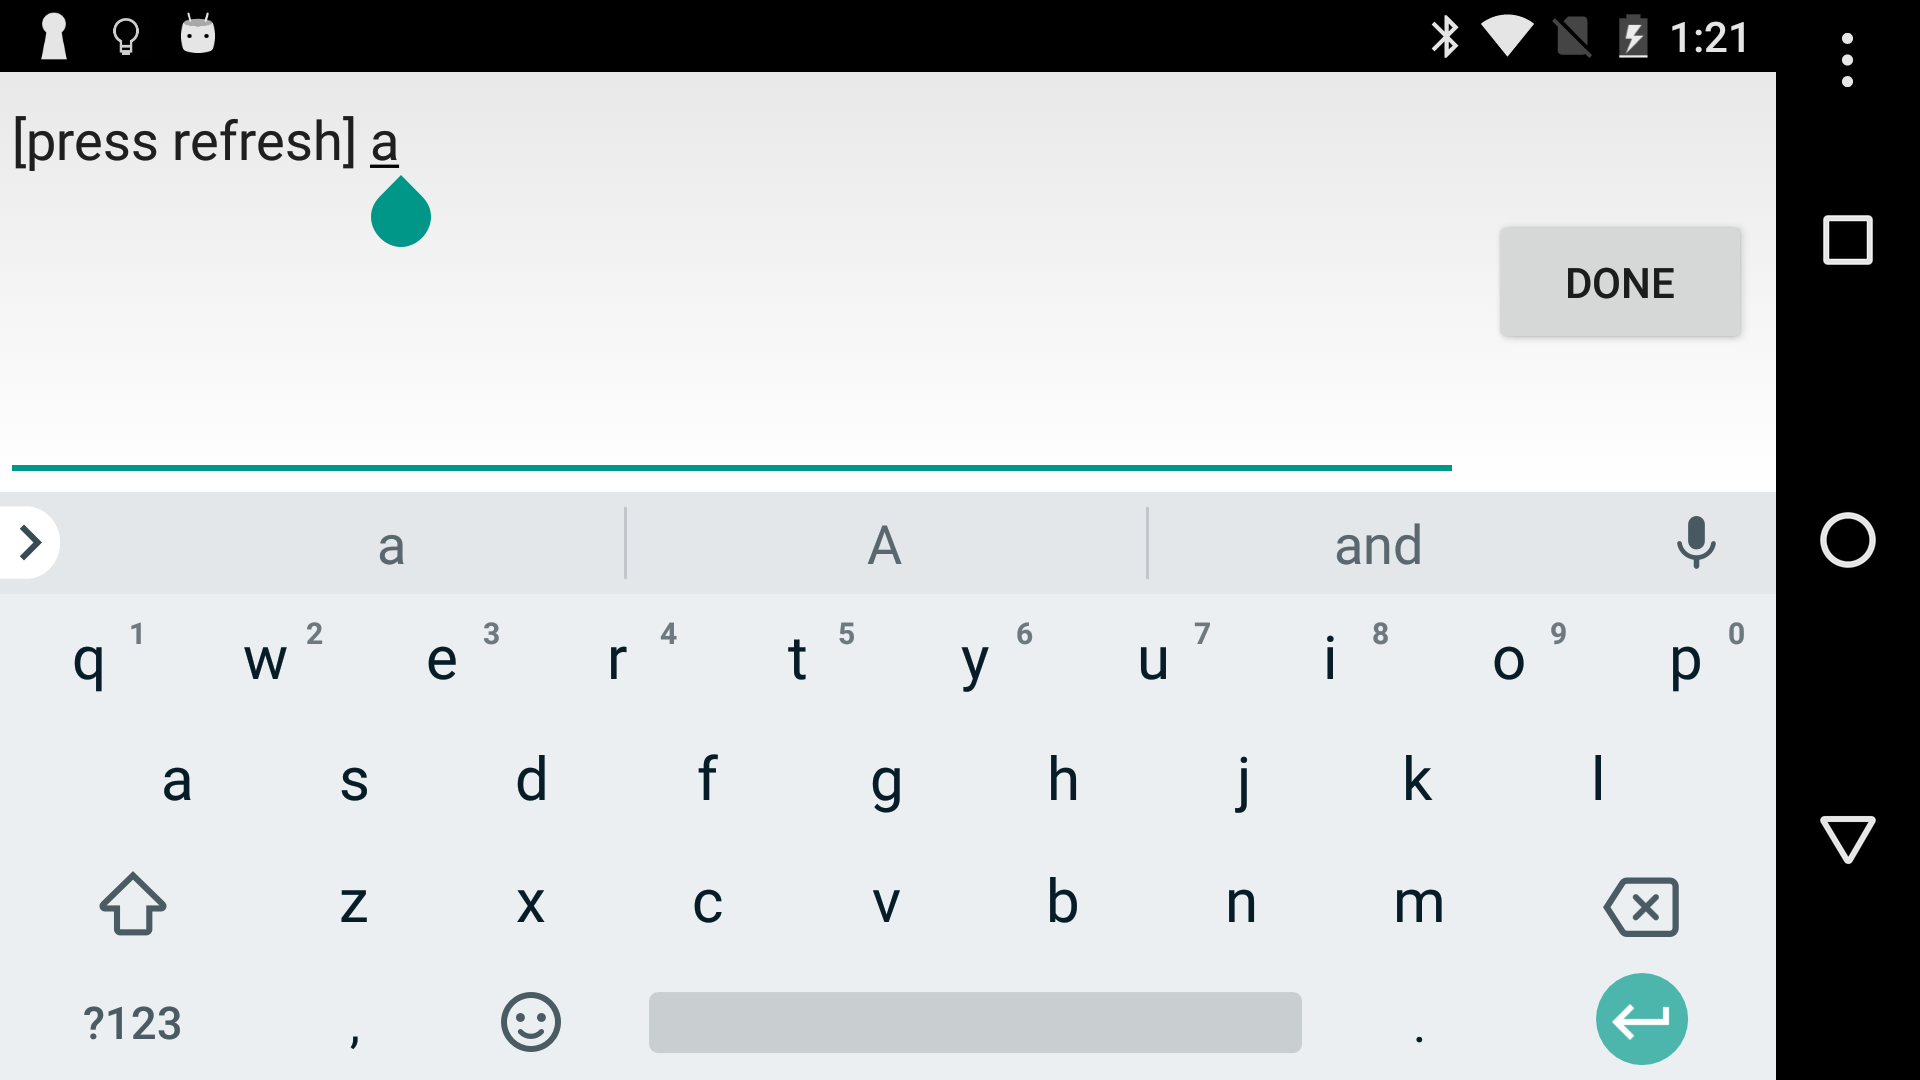 1:21
[press refresh] a
DONE
a A and
q 1 w 2 e 3 r 4 t 5 y 6 u 7 i 8 o 9 p 0
a s d f g h j k l
z x c v b n m
?123 , .